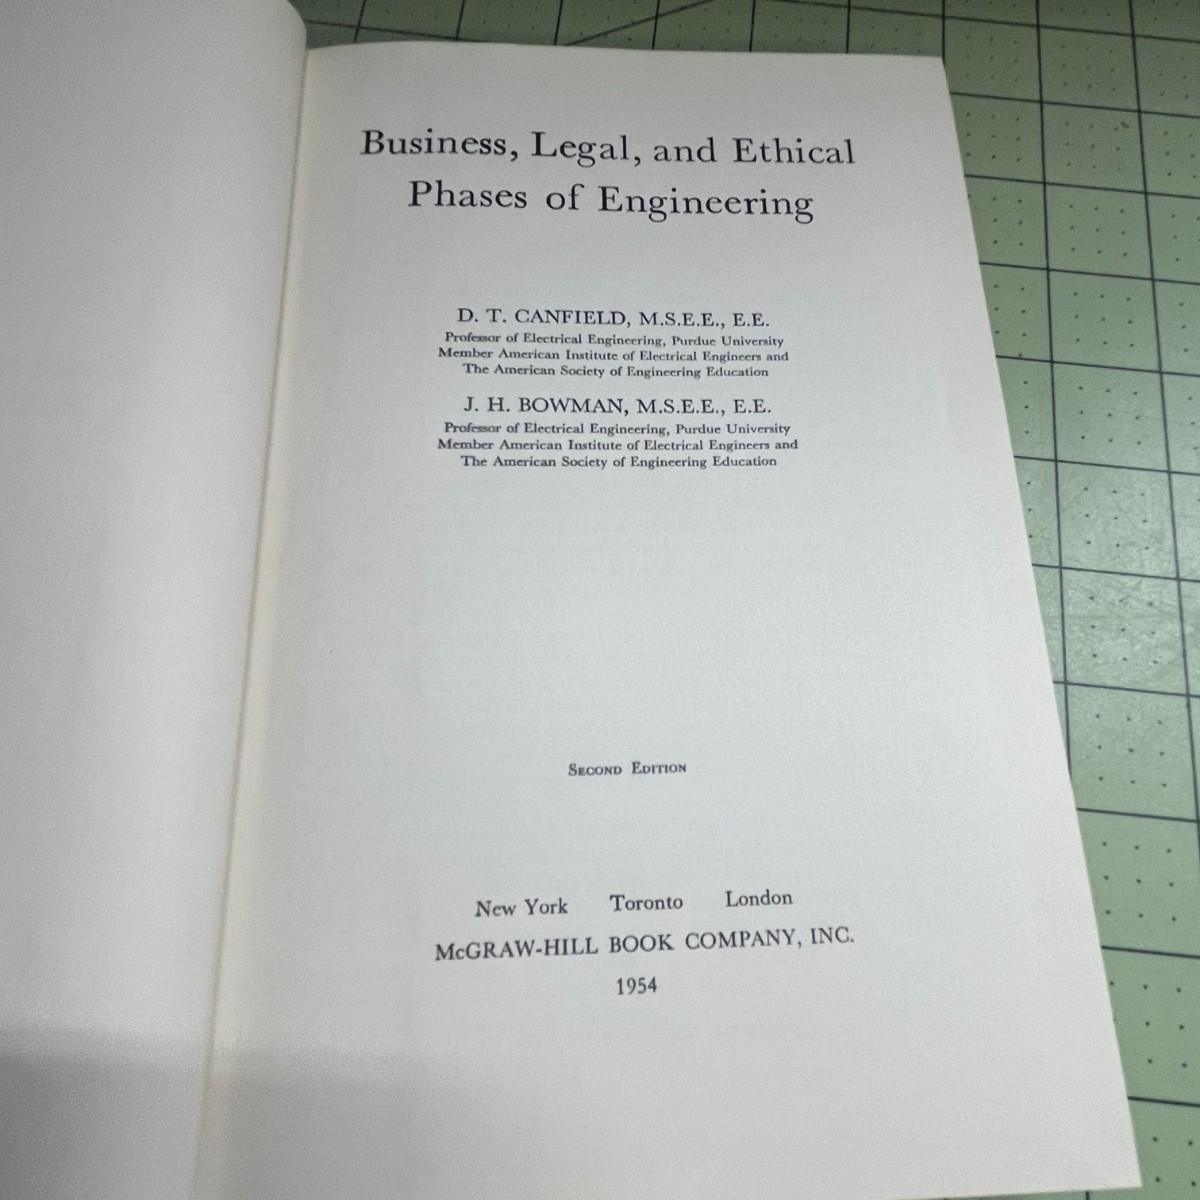 Business, Legal, and Ethical
Phases of Engineering
D. T. CANFIELD, M.S.E.E., E.E.
Professor of Electrical Engineering, Purdue University
Member American Institute of Electrical Engineers and
The American Society of Engineering Education
J. H. BOWMAN, M.S.E.E., E.E.
Professor of Electrical Engineering, Purdue University
Member American Institute of Electrical Engineers and
The American Society of Engineering Education
SECOND EDITION
New York Toronto London
McGRAW-HILL BOOK COMPANY, INC.
1954